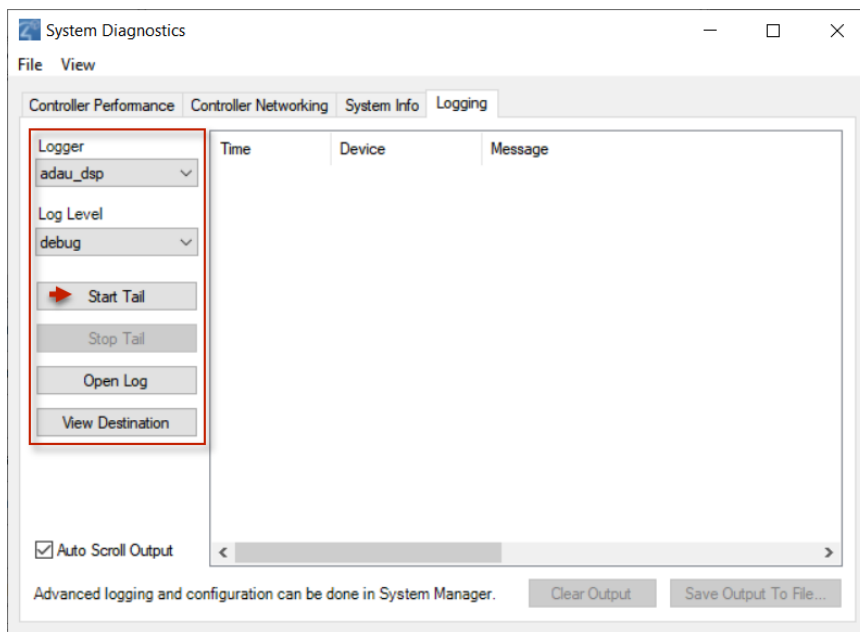 System Diagnostics
File View
Controller Performance Controller Networking System Info Logging
Logger
adau_dsp
Log Level
debug
Start Tail
Stop Tail
Open Log
View Destination
Time Device Message
Auto Scroll Output
Advanced logging and configuration can be done in System Manager. Clear Output Save Output To File...